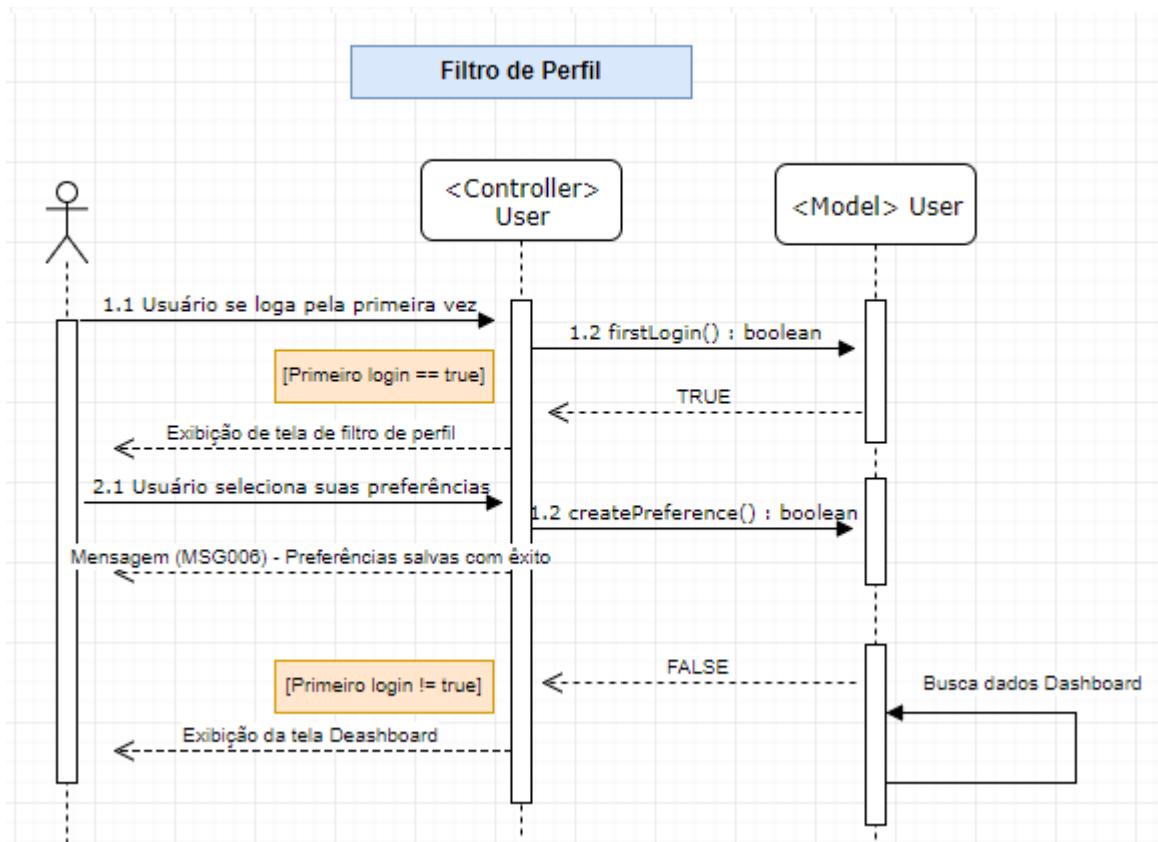 Filtro de Perfil
<Controller>
User
<Model> User
1.1 Usuário se loga pela primeira vez
1.2 firstLogin() : boolean
[Primeiro login == true]
TRUE
Exibição de tela de filtro de perfil
2.1 Usuário seleciona suas preferências
1.2 createPreference() : boolean
Mensagem (MSG006) - Preferências salvas com êxito
FALSE
[Primeiro login != true]
Busca dados Dashboard
Exibição da tela Deashboard